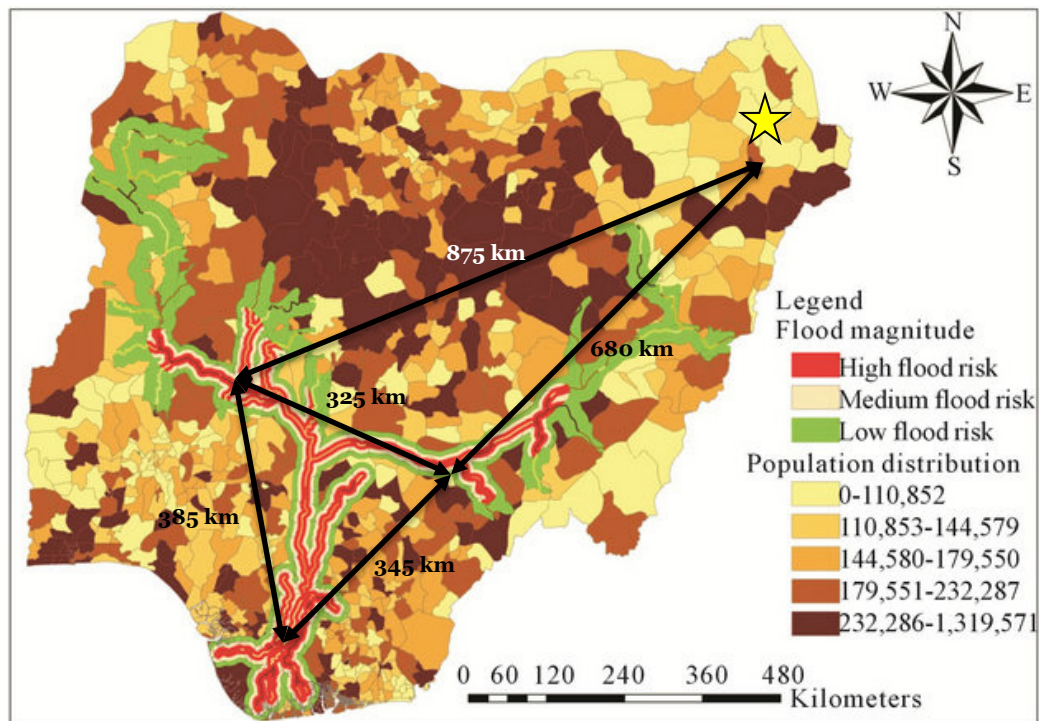 N
W E
S
875 km
680 km
325 km
385 km
345 km
Legend
Flood magnitude
High flood risk
Medium flood risk
Low flood risk
Population distribution
0-110,852
110,853-144,579
144,580-179,550
179,551-232,287
232,286-1,319,571
0 60 120 240 360 480
Kilometers